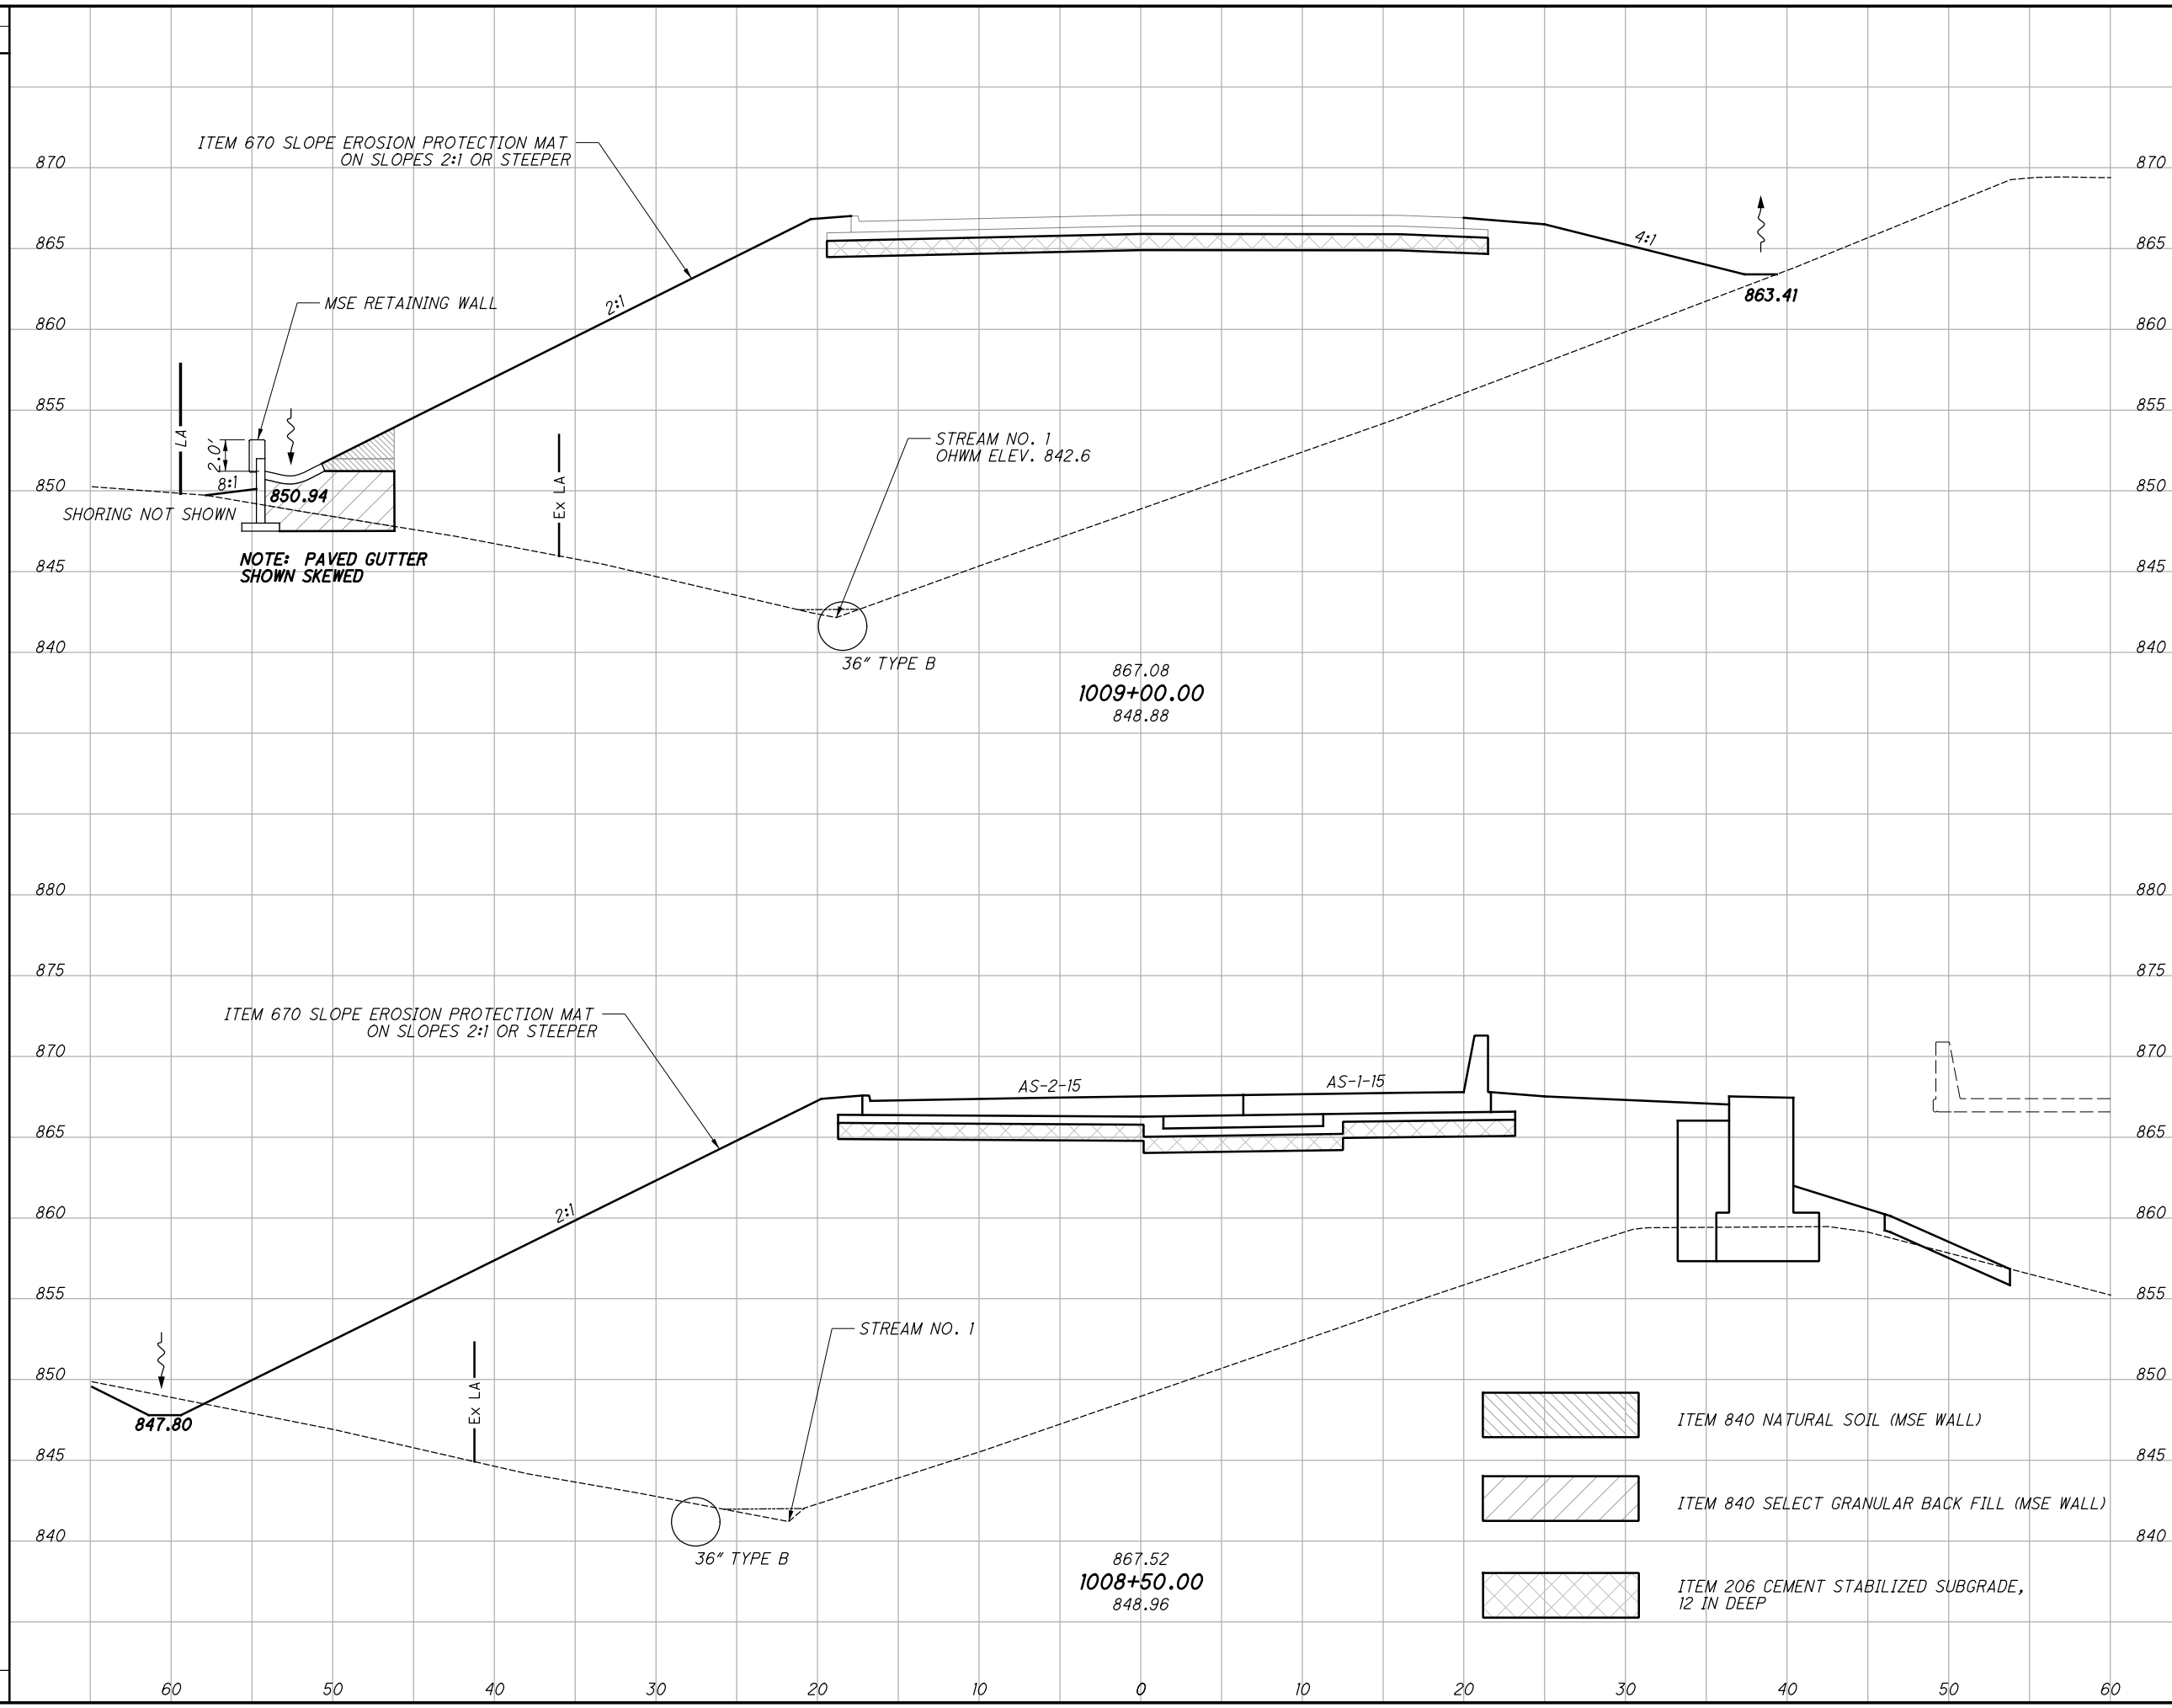 ITEM 670 SLOPE EROSION PROTECTION MAT
ON SLOPES 2:1 OR STEEPER
870
870
865
4:1
865
863.41
MSE RETAINING WALL
2:1
860
860
855
LA
2.0'
STREAM NO. 1
OHWM ELEV. 842.6
855
850
8:1
850.94
Ex LA
850
SHORING NOT SHOWN
NOTE: PAVED GUTTER
SHOWN SKEWED
845
845
840
36" TYPE B
840
867.08
1009+00.00
848.88
880
880
875
875
ITEM 670 SLOPE EROSION PROTECTION MAT
ON SLOPES 2:1 OR STEEPER
870
870
AS-2-15
AS-1-15
865
865
860
2:1
860
855
855
STREAM NO. 1
850
850
847.80
Ex LA
ITEM 840 NATURAL SOIL (MSE WALL)
845
845
ITEM 840 SELECT GRANULAR BACK FILL (MSE WALL)
840
840
36" TYPE B
867.52
1008+50.00
848.96
ITEM 206 CEMENT STABILIZED SUBGRADE,
12 IN DEEP
60 50 40 30 20 10 0 10 20 30 40 50 60